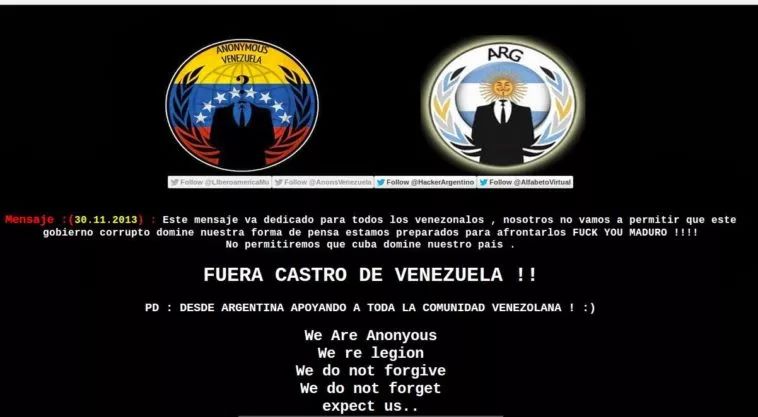 ANONYMOUS
VENEZUELA
?
ARG
Follow @LIberoamericaMu Follow @AnonsVenezuela Follow @HackerArgentino Follow @AlfabetoVirtual
Mensaje :(30.11.2013) : Este mensaje va dedicado para todos los venezonalos , nosotros no vamos a permitir que este
gobierno corrupto domine nuestra forma de pensa estamos preparados para afrontarlos FUCK YOU MADURO !!!!
No permitiremos que cuba domine nuestro pais .
FUERA CASTRO DE VENEZUELA !!
PD : DESDE ARGENTINA APOYANDO A TODA LA COMUNIDAD VENEZOLANA ! :)
We Are Anonyous
We re legion
We do not forgive
We do not forget
expect us..